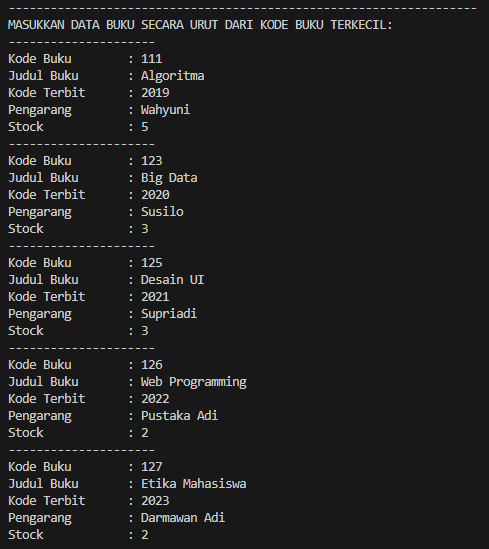 -------------------------------------------------------------------
MASUKKAN DATA BUKU SECARA URUT DARI KODE BUKU TERKECIL:
---------------------
Kode Buku : 111
Judul Buku : Algoritma
Kode Terbit : 2019
Pengarang : Wahyuni
Stock : 5
---------------------
Kode Buku : 123
Judul Buku : Big Data
Kode Terbit : 2020
Pengarang : Susilo
Stock : 3
---------------------
Kode Buku : 125
Judul Buku : Desain UI
Kode Terbit : 2021
Pengarang : Supriadi
Stock : 3
---------------------
Kode Buku : 126
Judul Buku : Web Programming
Kode Terbit : 2022
Pengarang : Pustaka Adi
Stock : 2
---------------------
Kode Buku : 127
Judul Buku : Etika Mahasiswa
Kode Terbit : 2023
Pengarang : Darmawan Adi
Stock : 2